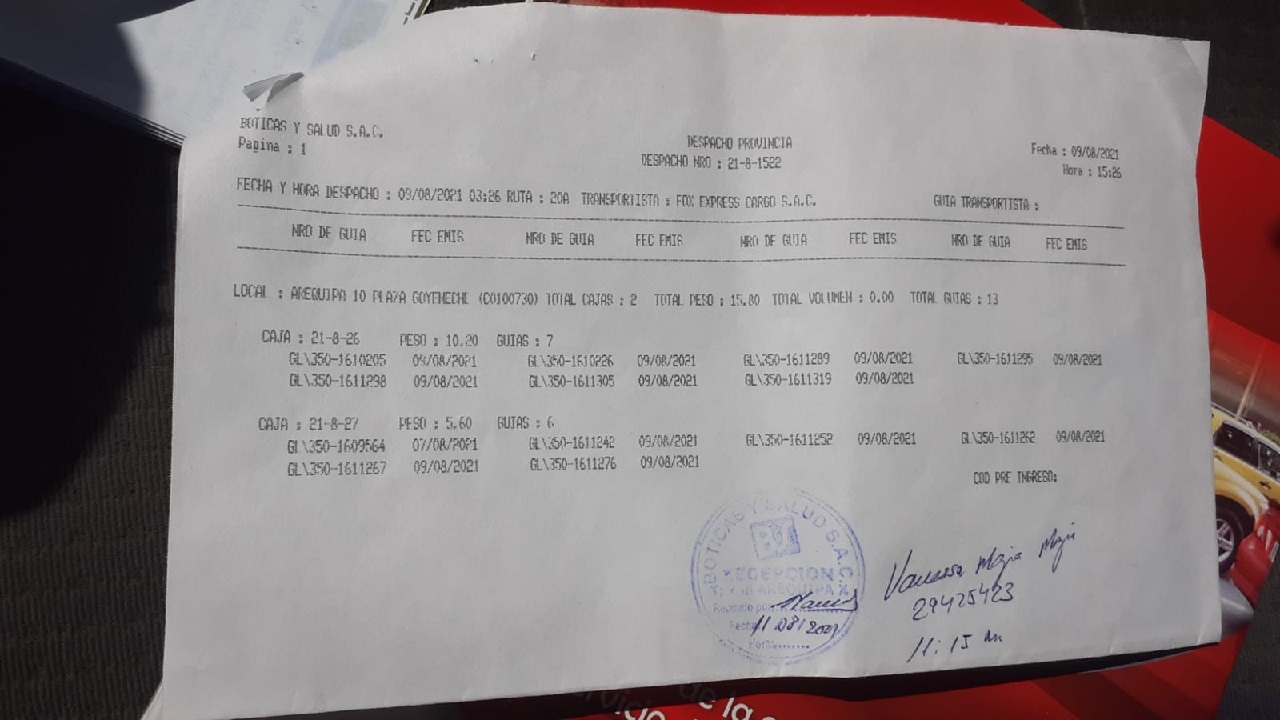 BOTICAS Y SALUD S.A.C.
Pagina : 1
DESPACHO PROVINCIA
DESPACHO NRO : 21-8-1522
Fecha : 09/08/2021
Hora : 15:26
FECHA Y HORA DESPACHO : 09/08/2021 03:26 RUTA : 20A TRANSPORTISTA : FOX EXPRESS CARGO S.A.C. GUIA TRANSPORTISTA :
NRO DE GUIA FEC EMIS NRO DE GUIA FEC EMIS NRO DE GUIA FEC EMIS NRO DE GUIA FEC EMIS
LOCAL : AREQUIPA 10 PLAZA GOYENECHE (C0100730) TOTAL CAJAS : 2 TOTAL PESO : 15.80 TOTAL VOLUMEN : 0.00 TOTAL GUIAS : 13
CAJA : 21-8-26 PESO : 10.20 GUIAS : 7
GL\350-1610205 09/08/2021 GL\350-1610226 09/08/2021 GL\350-1611289 09/08/2021 GL\350-1611295 09/08/2021
GL\350-1611298 09/08/2021 GL\350-1611305 09/08/2021 GL\350-1611319 09/08/2021
CAJA : 21-8-27 PESO : 5.60 GUIAS : 6
GL\350-1609564 07/08/2021 GL\350-1611242 09/08/2021 GL\350-1611252 09/08/2021 GL\350-1611262 09/08/2021
GL\350-1611267 09/08/2021 GL\350-1611276 09/08/2021
COD PRE INGRESO:
BOTICAS Y SALUD S.A.C.
RECEPCION
AREQUIPA
Fecha 11 08 2021
Vanessa Mejia
29425423
11:15 am
de la